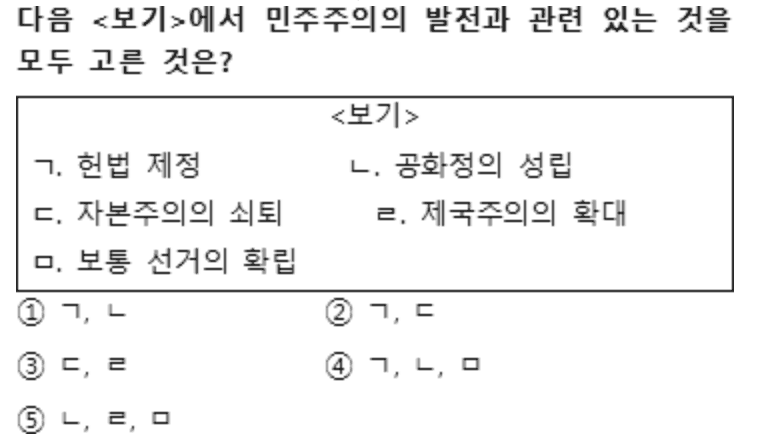 다음 <보기>에서 민주주의의 발전과 관련 있는 것을
모두 고른 것은?
<보기>
ㄱ. 헌법 제정 ㄴ. 공화정의 성립
ㄷ. 자본주의의 쇠퇴 ㄹ. 제국주의의 확대
ㅁ. 보통 선거의 확립
① ㄱ, ㄴ ② ㄱ, ㄷ
③ ㄷ, ㄹ ④ ㄱ, ㄴ, ㅁ
⑤ ㄴ, ㄹ, ㅁ